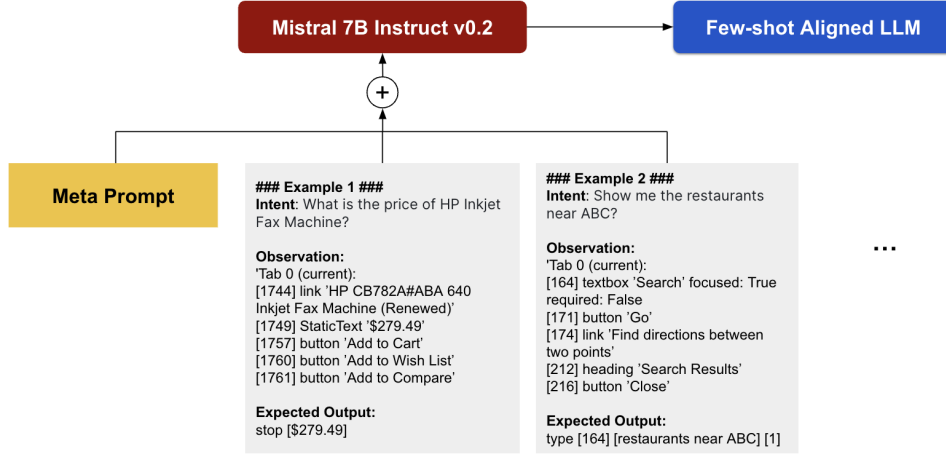 Mistral 7B Instruct v0.2
Few-shot Aligned LLM
+
Meta Prompt
### Example 1 ###
Intent: What is the price of HP Inkjet
Fax Machine?
Observation:
'Tab 0 (current):
[1744] link 'HP CB782A#ABA 640
Inkjet Fax Machine (Renewed)'
[1749] StaticText '$279.49'
[1757] button 'Add to Cart'
[1760] button 'Add to Wish List'
[1761] button 'Add to Compare'
Expected Output:
stop [$279.49]
### Example 2 ###
Intent: Show me the restaurants
near ABC?
Observation:
'Tab 0 (current):
[164] textbox 'Search' focused: True
required: False
[171] button 'Go'
[174] link 'Find directions between
two points'
[212] heading 'Search Results'
[216] button 'Close'
Expected Output:
type [164] [restaurants near ABC] [1]
...